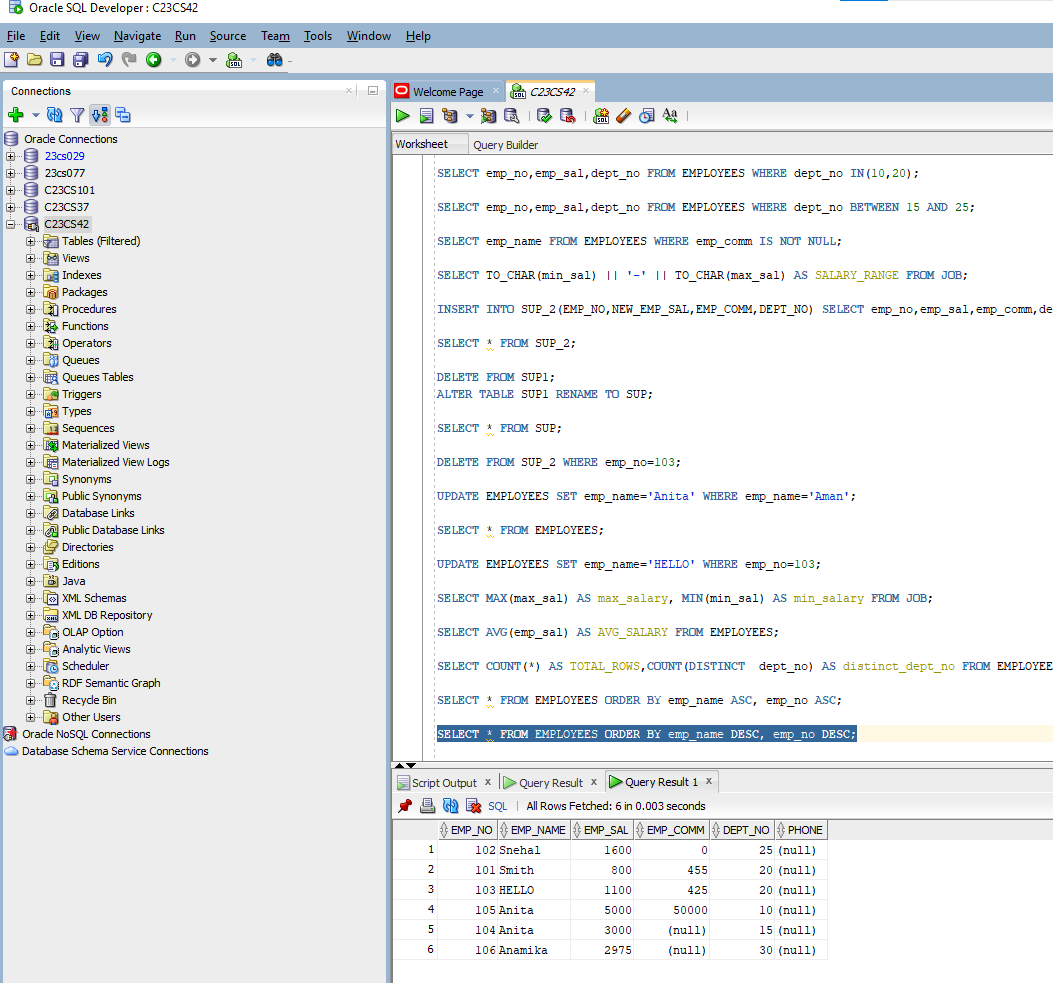 Oracle SQL Developer : C23CS42
File Edit View Navigate Run Source Team Tools Window Help
Connections
Oracle Connections
23cs029
23cs077
C23CS101
C23CS37
C23CS42
Tables (Filtered)
Views
Indexes
Packages
Procedures
Functions
Operators
Queues
Queues Tables
Triggers
Types
Sequences
Materialized Views
Materialized View Logs
Synonyms
Public Synonyms
Database Links
Public Database Links
Directories
Editions
Java
XML Schemas
XML DB Repository
OLAP Option
Analytic Views
Scheduler
RDF Semantic Graph
Recycle Bin
Other Users
Oracle NoSQL Connections
Database Schema Service Connections
Welcome Page C23CS42
Worksheet Query Builder
SELECT emp_no,emp_sal,dept_no FROM EMPLOYEES WHERE dept_no IN(10,20);
SELECT emp_no,emp_sal,dept_no FROM EMPLOYEES WHERE dept_no BETWEEN 15 AND 25;
SELECT emp_name FROM EMPLOYEES WHERE emp_comm IS NOT NULL;
SELECT TO_CHAR(min_sal) || '-' || TO_CHAR(max_sal) AS SALARY_RANGE FROM JOB;
INSERT INTO SUP_2(EMP_NO,NEW_EMP_SAL,EMP_COMM,DEPT_NO) SELECT emp_no,emp_sal,emp_comm,de
SELECT * FROM SUP_2;
DELETE FROM SUP1;
ALTER TABLE SUP1 RENAME TO SUP;
SELECT * FROM SUP;
DELETE FROM SUP_2 WHERE emp_no=103;
UPDATE EMPLOYEES SET emp_name='Anita' WHERE emp_name='Aman';
SELECT * FROM EMPLOYEES;
UPDATE EMPLOYEES SET emp_name='HELLO' WHERE emp_no=103;
SELECT MAX(max_sal) AS max_salary, MIN(min_sal) AS min_salary FROM JOB;
SELECT AVG(emp_sal) AS AVG_SALARY FROM EMPLOYEES;
SELECT COUNT(*) AS TOTAL_ROWS,COUNT(DISTINCT  dept_no) AS distinct_dept_no FROM EMPLOYEE
SELECT * FROM EMPLOYEES ORDER BY emp_name ASC, emp_no ASC;
SELECT * FROM EMPLOYEES ORDER BY emp_name DESC, emp_no DESC;
Script Output Query Result Query Result 1
SQL All Rows Fetched: 6 in 0.003 seconds
EMP_NO EMP_NAME EMP_SAL EMP_COMM DEPT_NO PHONE
1 102 Snehal 1600 0 25 (null)
2 101 Smith 800 455 20 (null)
3 103 HELLO 1100 425 20 (null)
4 105 Anita 5000 50000 10 (null)
5 104 Anita 3000 (null) 15 (null)
6 106 Anamika 2975 (null) 30 (null)